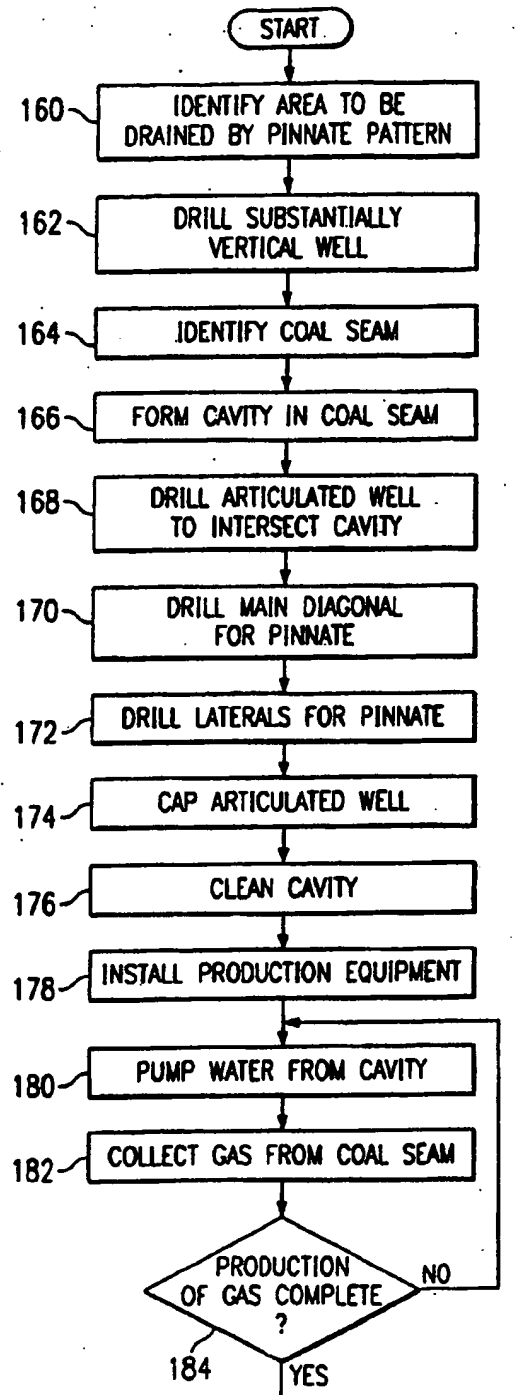 START
160
IDENTIFY AREA TO BE
DRAINED BY PINNATE PATTERN
162
DRILL SUBSTANTIALLY
VERTICAL WELL
164
IDENTIFY COAL SEAM
166
FORM CAVITY IN COAL SEAM
168
DRILL ARTICULATED WELL
TO INTERSECT CAVITY
170
DRILL MAIN DIAGONAL
FOR PINNATE
172
DRILL LATERALS FOR PINNATE
174
CAP ARTICULATED WELL
176
CLEAN CAVITY
178
INSTALL PRODUCTION EQUIPMENT
180
PUMP WATER FROM CAVITY
182
COLLECT GAS FROM COAL SEAM
PRODUCTION
OF GAS COMPLETE
?
NO
184
YES